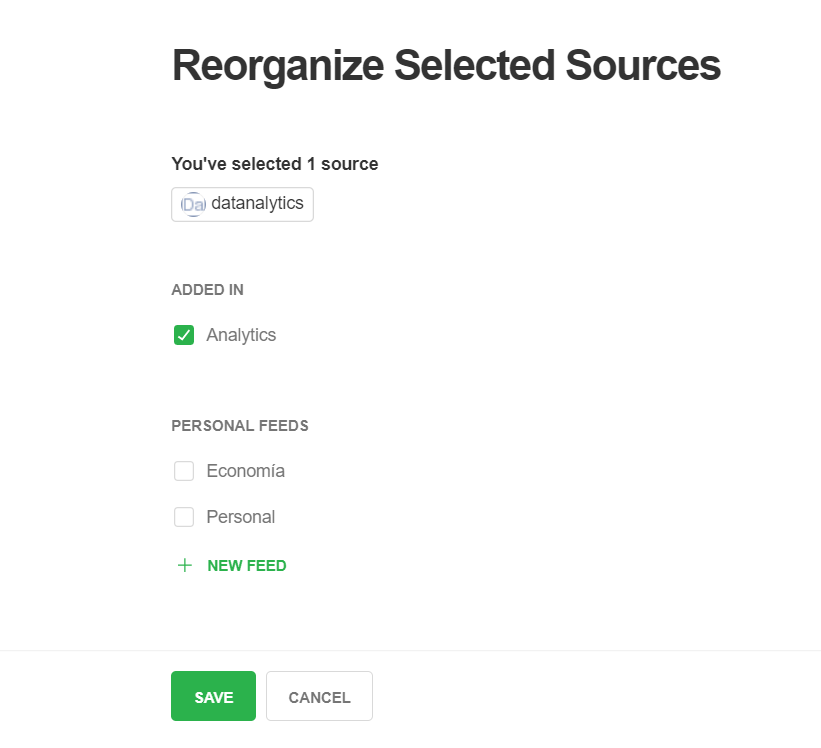 Reorganize Selected Sources
You've selected 1 source
Da datanalytics
ADDED IN
Analytics
PERSONAL FEEDS
Economía
Personal
+ NEW FEED
SAVE CANCEL